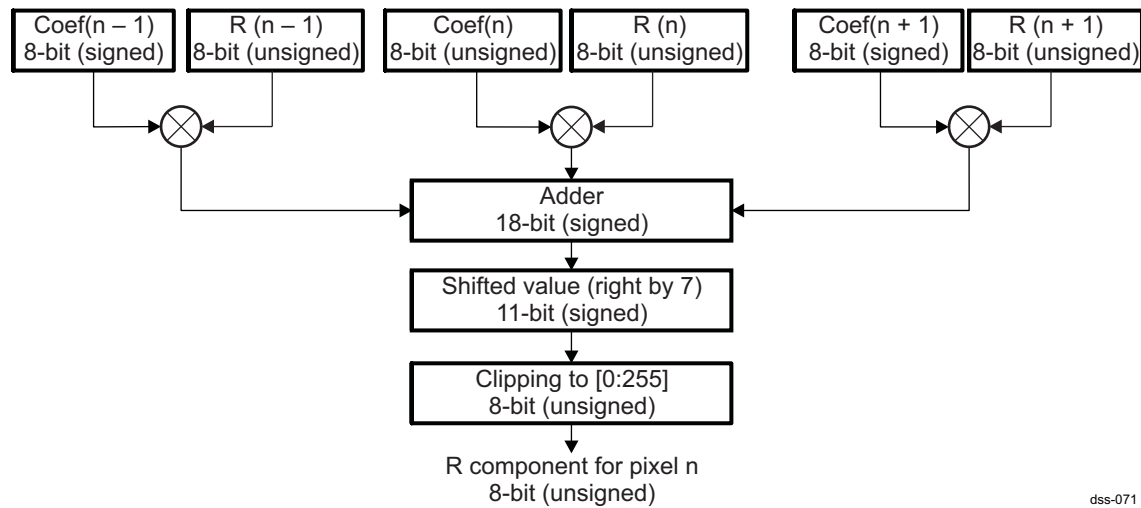 Coef(n – 1)
8-bit (signed)
R (n – 1)
8-bit (unsigned)
Coef(n)
8-bit (unsigned)
R (n)
8-bit (unsigned)
Coef(n + 1)
8-bit (signed)
R (n + 1)
8-bit (unsigned)
Adder
18-bit (signed)
Shifted value (right by 7)
11-bit (signed)
Clipping to [0:255]
8-bit (unsigned)
R component for pixel n
8-bit (unsigned)
dss-071